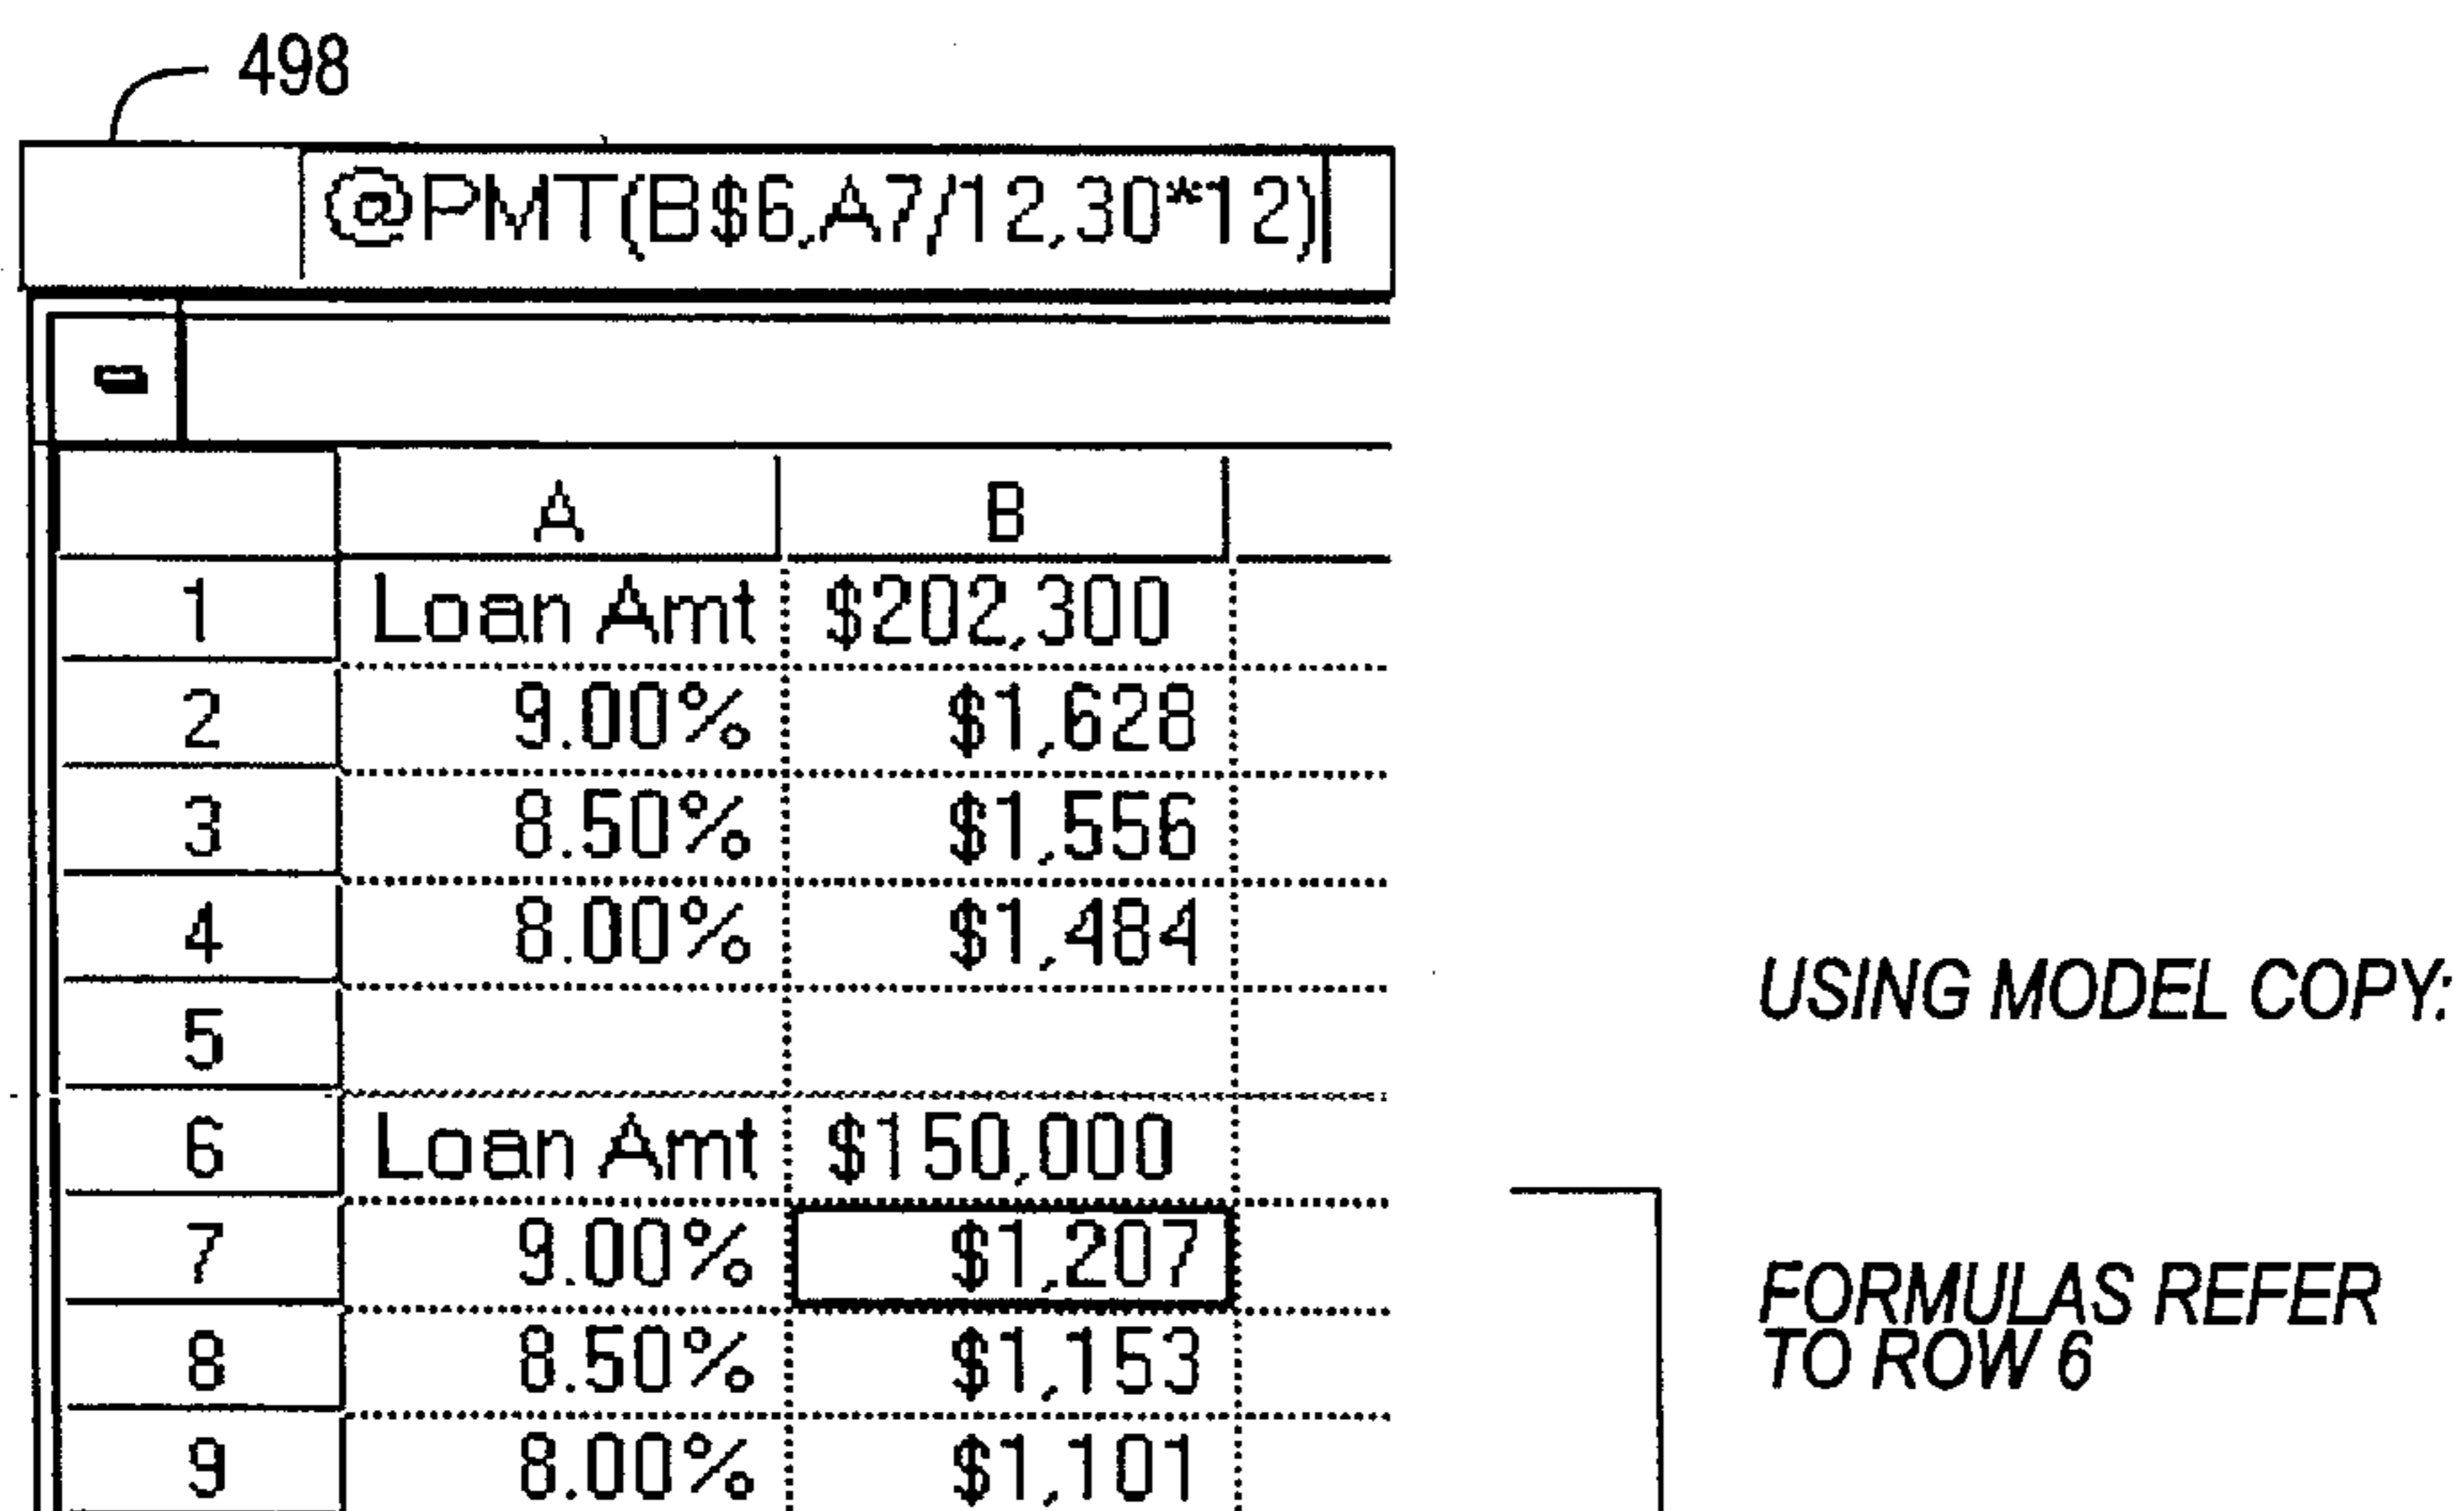 498
@PMT(B$6,A7/12,30*12)
A B
1 Loan Amt $202,300
2 9.00% $1,628
3 8.50% $1,556
4 8.00% $1,484
5
USING MODEL COPY:
6 Loan Amt $150,000
7 9.00% $1,207
FORMULAS REFER
TO ROW 6
8 8.50% $1,153
9 8.00% $1,101